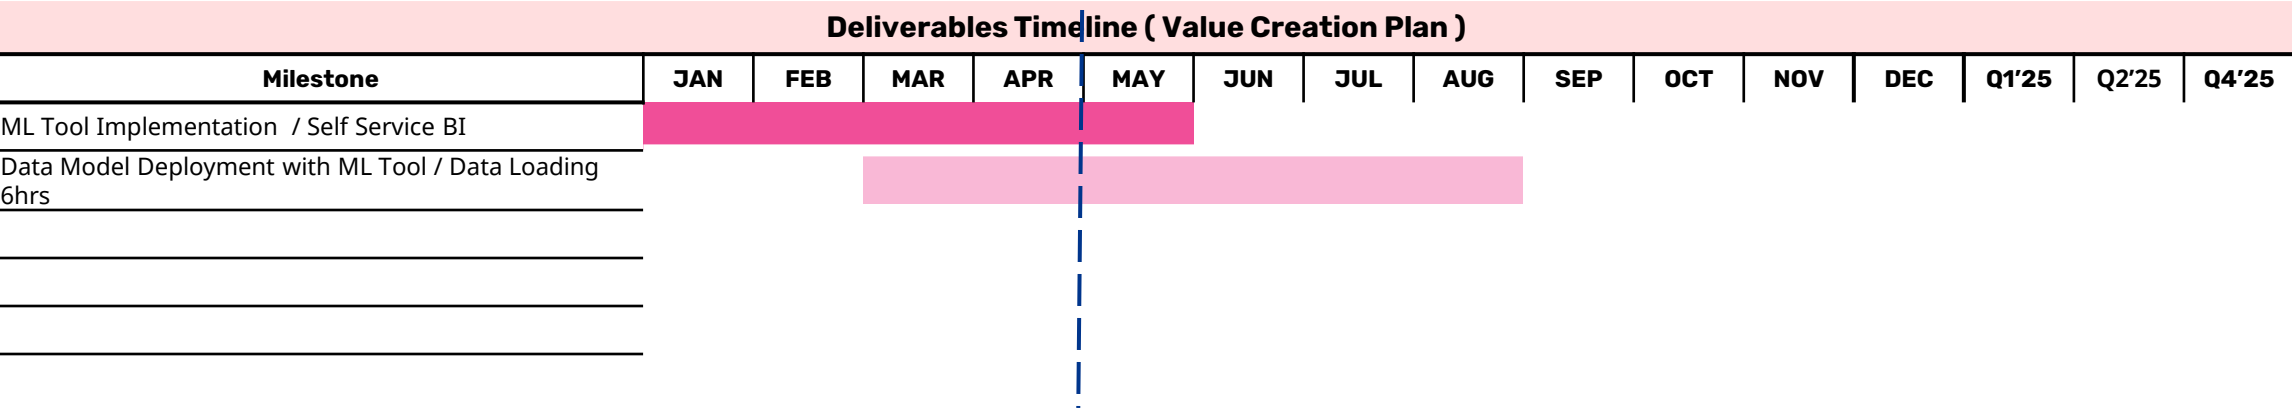 Deliverables Timeline ( Value Creation Plan )
Milestone JAN FEB MAR APR MAY JUN JUL AUG SEP OCT NOV DEC Q1’25 Q2’25 Q4’25
ML Tool Implementation  / Self Service BI
Data Model Deployment with ML Tool / Data Loading
6hrs